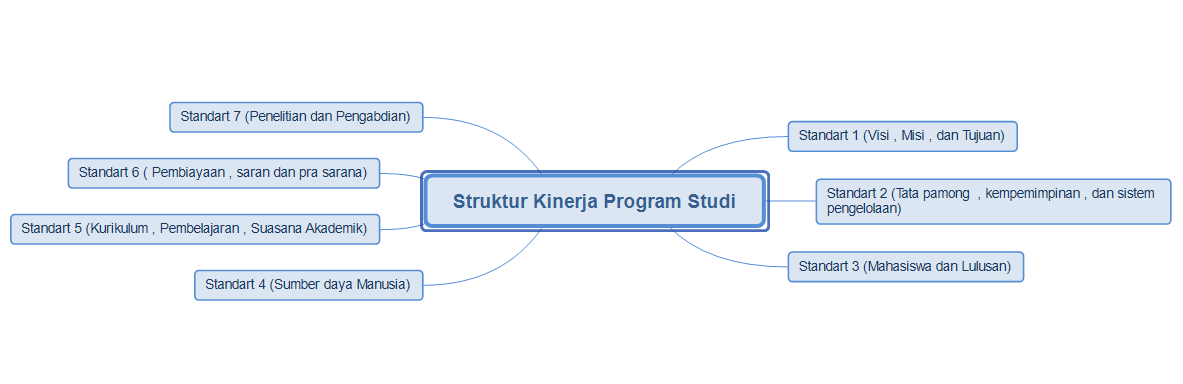 Standart 7 (Penelitian dan Pengabdian)
Standart 1 (Visi , Misi , dan Tujuan)
Standart 6 ( Pembiayaan , saran dan pra sarana)
Struktur Kinerja Program Studi
Standart 2 (Tata pamong , kempemimpinan , dan sistem
pengelolaan)
Standart 5 (Kurikulum , Pembelajaran , Suasana Akademik)
Standart 3 (Mahasiswa dan Lulusan)
Standart 4 (Sumber daya Manusia)